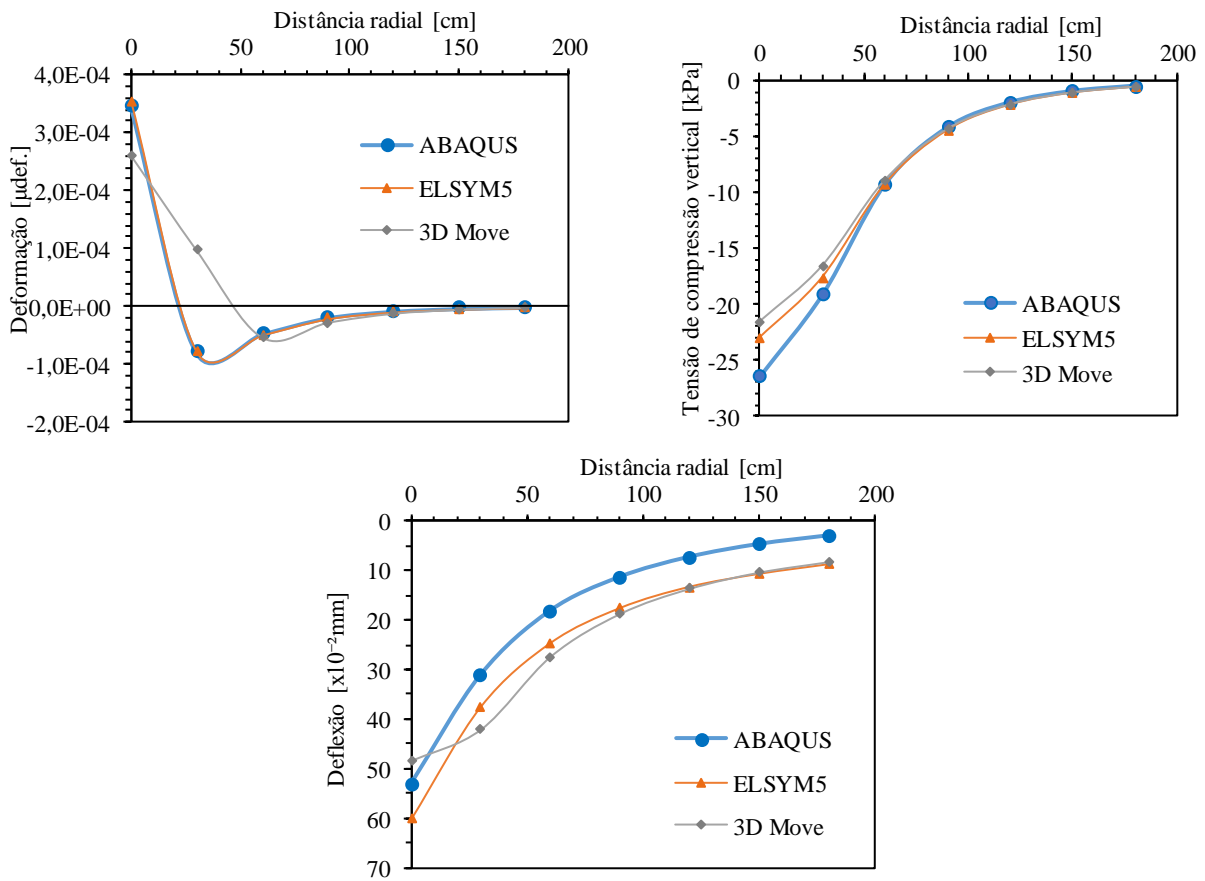 Distância radial [cm]
0 50 100 150 200
4,0E-04
3,0E-04
2,0E-04
1,0E-04
0,0E+00
-1,0E-04
-2,0E-04
Deformação [µdef.]
ABAQUS
ELSYM5
3D Move
Distância radial [cm]
0 50 100 150 200
0
-5
-10
-15
-20
-25
-30
Tensão de compressão vertical [kPa]
ABAQUS
ELSYM5
3D Move
Distância radial [cm]
0 50 100 150 200
0
10
20
30
40
50
60
70
Deflexão [x10⁻²mm]
ABAQUS
ELSYM5
3D Move